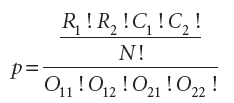 R₁ ! R₂ ! C₁ ! C₂ !
N!
p =
O₁₁ ! O₁₂ ! O₂₁ ! O₂₂ !